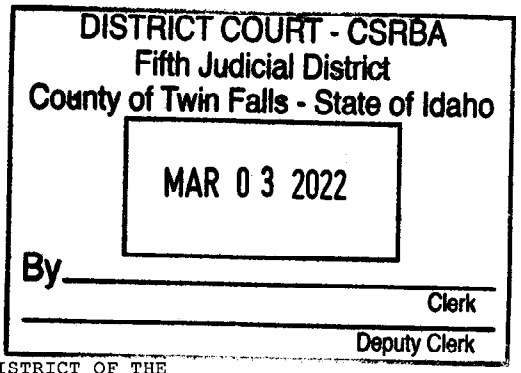 DISTRICT COURT - CSRBA
Fifth Judicial District
County of Twin Falls - State of Idaho
MAR 03 2022
By
Clerk
Deputy Clerk
ISTRICT OF THE